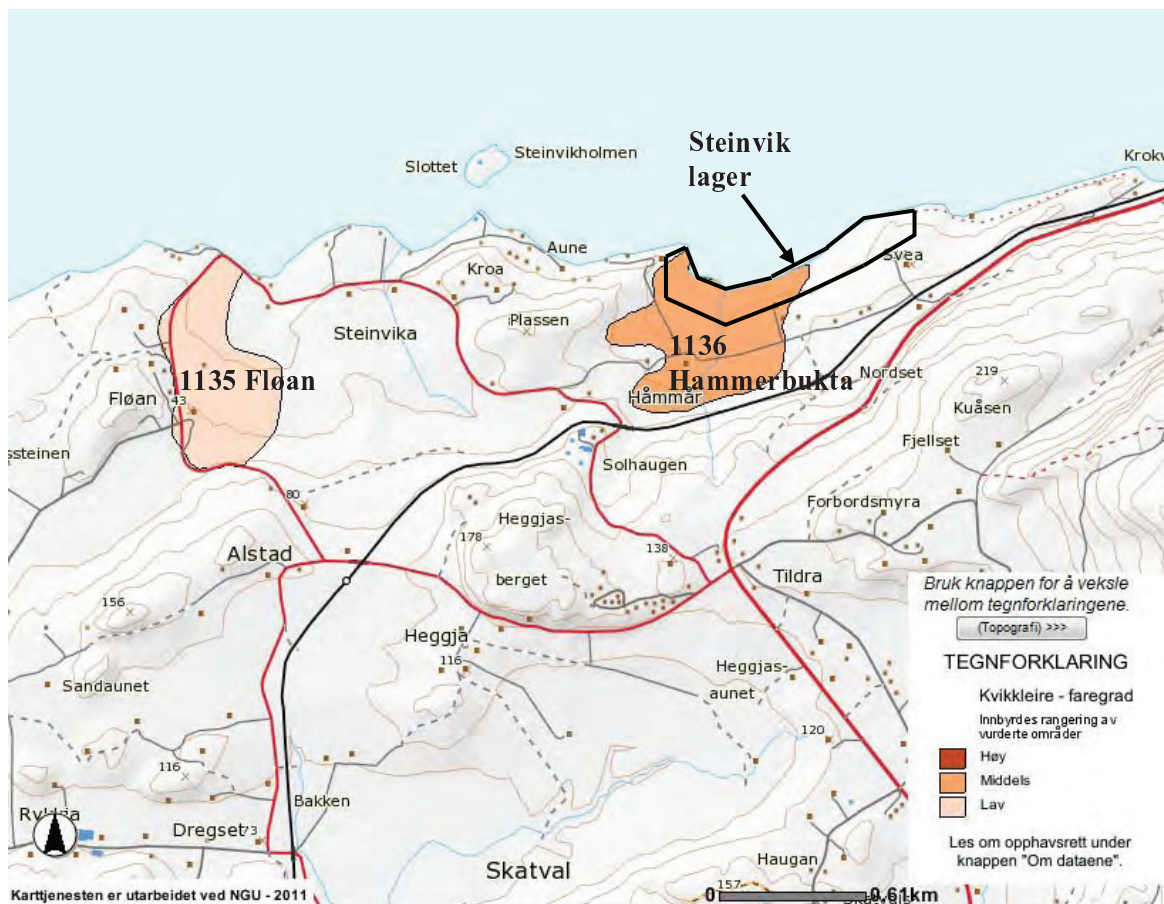 Steinvik
lager
Krokv
Slottet
Steinvikholmen
Aune
Kroa
Svea
Plassen
Steinvika
1136
Hammerbukta
1135 Fløan
Nordset
219
Kuåsen
Fløan
43
Håmmår
ssteinen
Fjellset
Solhaugen
80
Forbordsmyra
Heggjas-
178
berget
138
Alstad
Tildra
156
Heggja
116
Heggjas-
aunet
Sandaunet
120
116
Bakken
Dregset
73
Skatval
Haugan
157
Bruk knappen for å veksle
mellom tegnforklaringene.
(Topografi) >>>
TEGNFORKLARING
Kvikkleire - faregrad
Innbyrdes rangering av
vurderte områder
Høy
Middels
Lav
Les om opphavsrett under
knappen "Om dataene".
Karttjenesten er utarbeidet ved NGU - 2011
0
0.61km